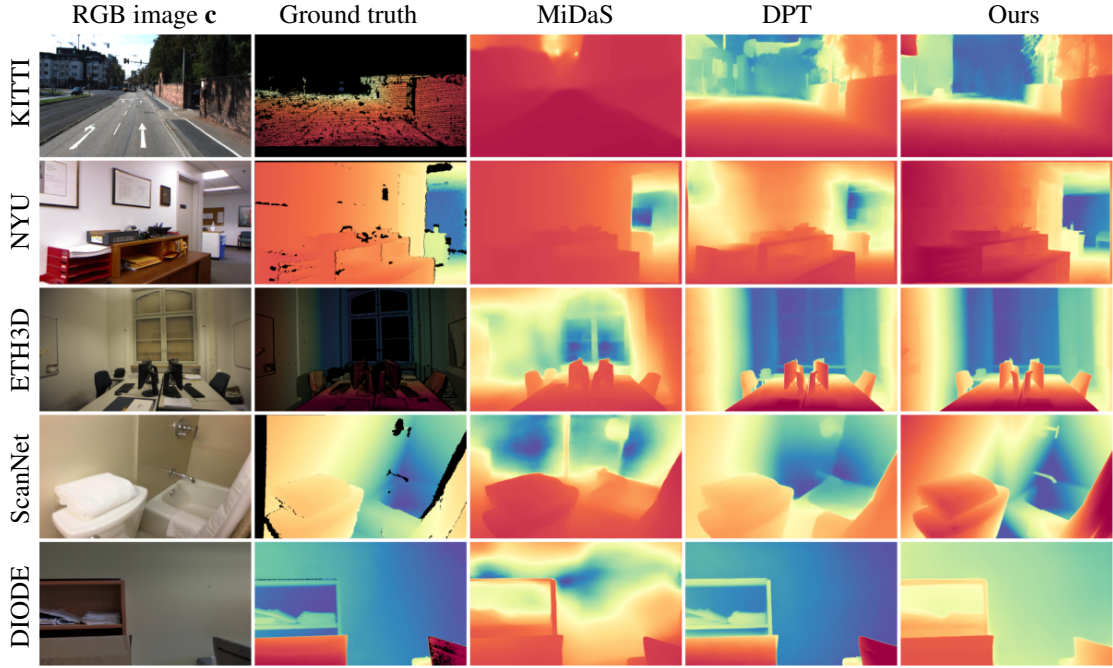 RGB image c Ground truth MiDaS DPT Ours
KITTI
NYU
ETH3D
ScanNet
DIODE